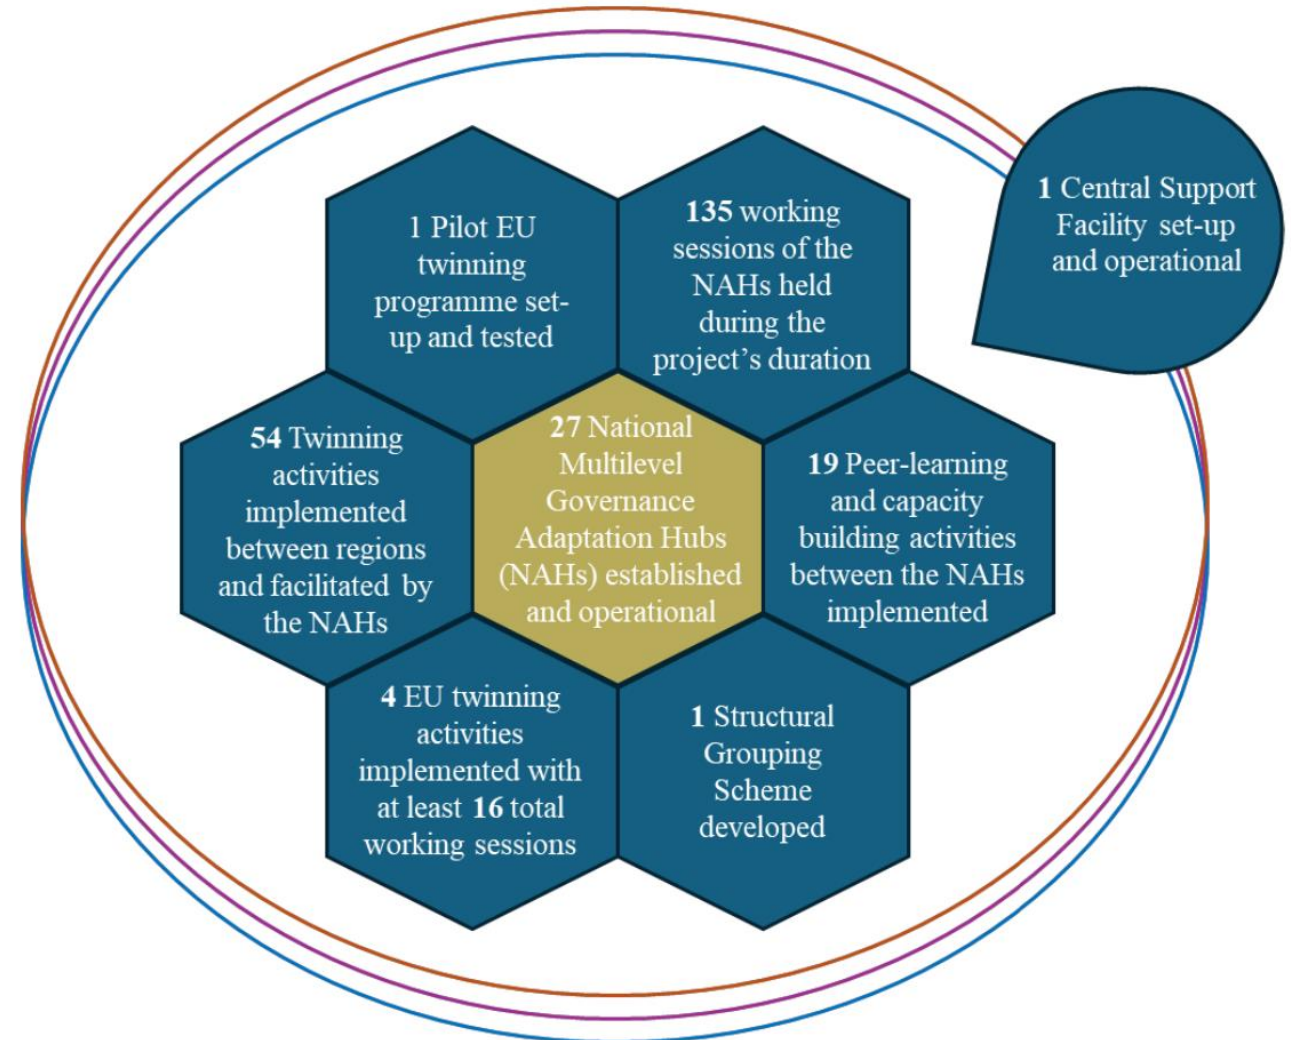 1 Pilot EU
twinning
programme set-
up and tested
135 working
sessions of the
NAHs held
during the
project’s duration
1 Central Support
Facility set-up
and operational
54 Twinning
activities
implemented
between regions
and facilitated by
the NAHs
27 National
Multilevel
Governance
Adaptation Hubs
(NAHs) established
and operational
19 Peer-learning
and capacity
building activities
between the NAHs
implemented
4 EU twinning
activities
implemented with
at least 16 total
working sessions
1 Structural
Grouping
Scheme
developed